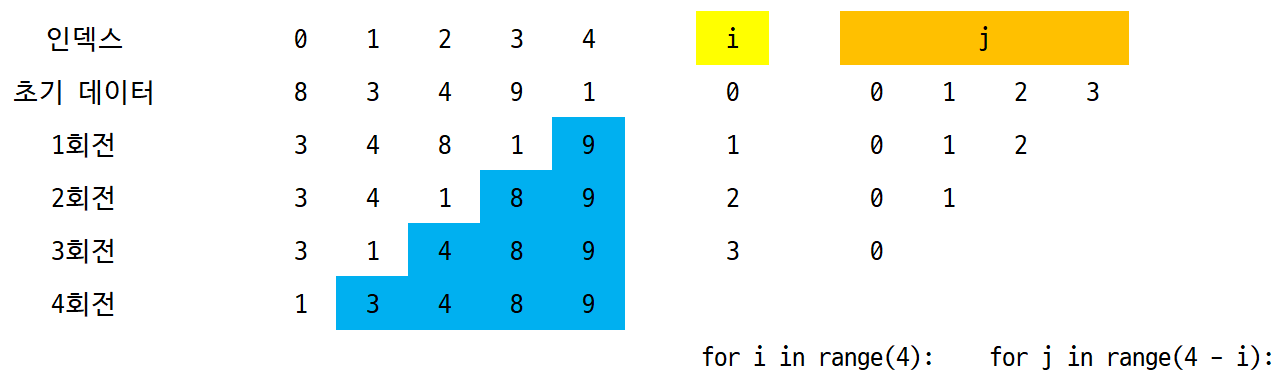 인덱스 0 1 2 3 4 i j
초기 데이터 8 3 4 9 1 0 0 1 2 3
1회전 3 4 8 1 9 1 0 1 2
2회전 3 4 1 8 9 2 0 1
3회전 3 1 4 8 9 3 0
4회전 1 3 4 8 9
for i in range(4): for j in range(4 - i):